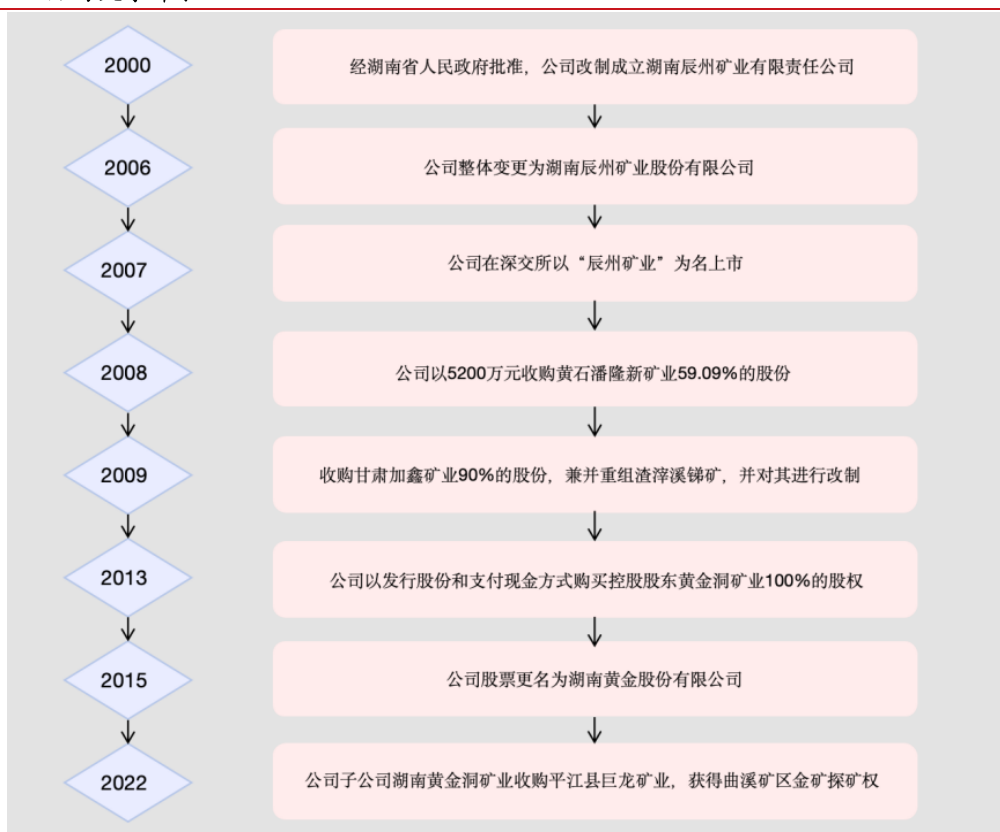 2000
经湖南省人民政府批准，公司改制成立湖南辰州矿业有限责任公司
2006
公司整体变更为湖南辰州矿业股份有限公司
2007
公司在深交所以“辰州矿业”为名上市
2008
公司以5200万元收购黄石潘隆新矿业59.09%的股份
2009
收购甘肃加鑫矿业90%的股份，兼并重组渣滓溪锑矿，并对其进行改制
2013
公司以发行股份和支付现金方式购买控股股东黄金洞矿业100%的股权
2015
公司股票更名为湖南黄金股份有限公司
2022
公司子公司湖南黄金洞矿业收购平江县巨龙矿业，获得曲溪矿区金矿探矿权